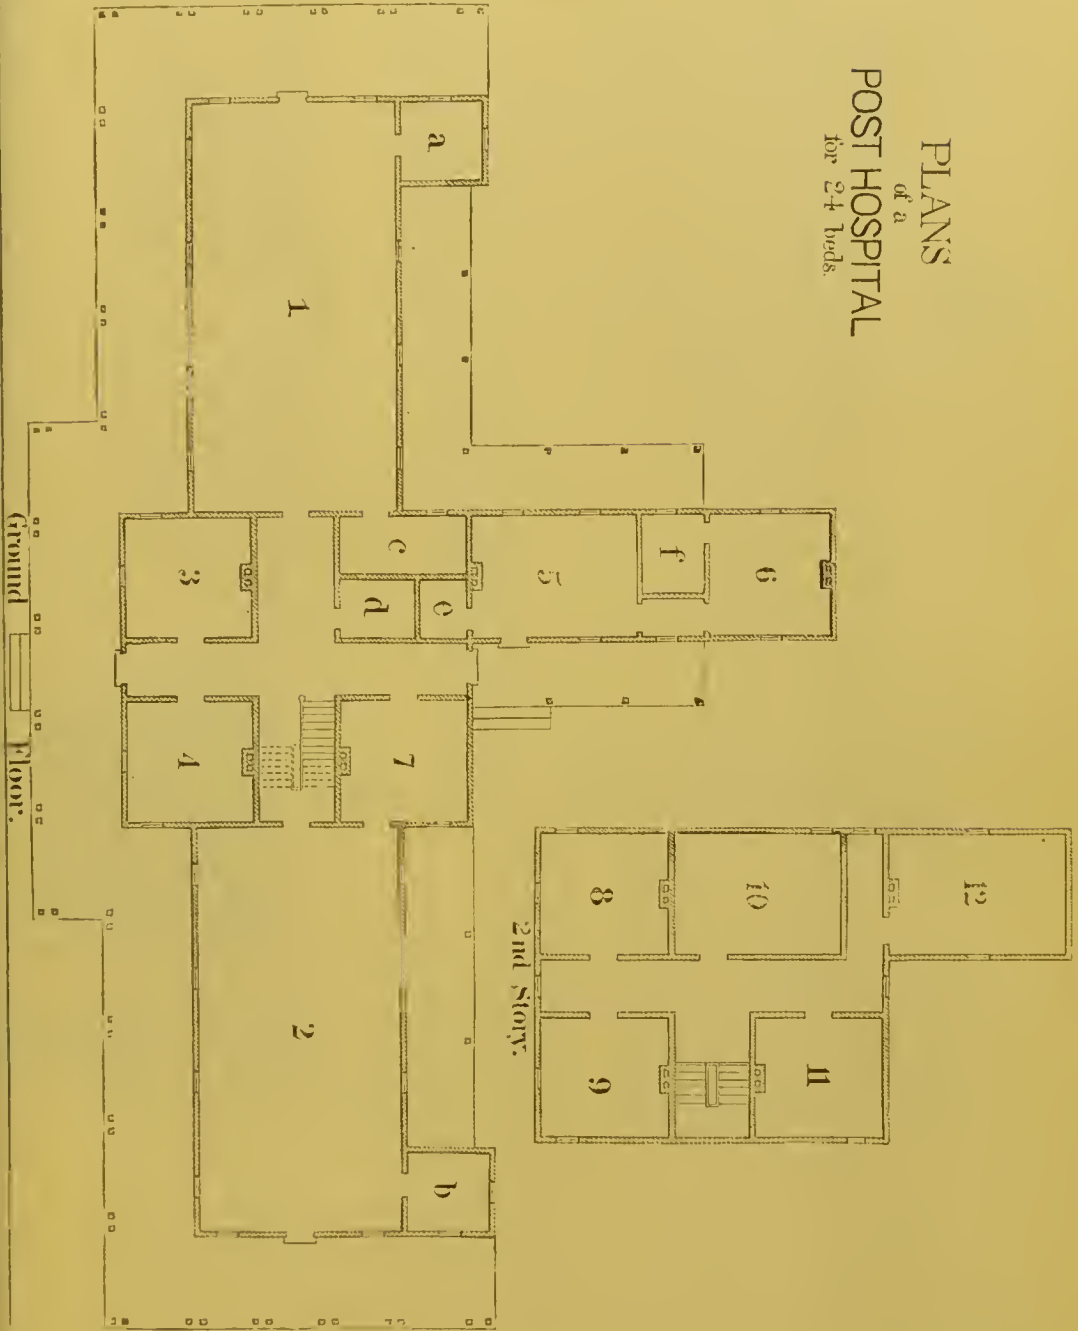 PLANS
of a
POST HOSPITAL
for 24 beds.
12
10
8
11
9
2nd Story.
6
f
5
a
c
e
d
7
b
1
3
4
2
Ground Floor.